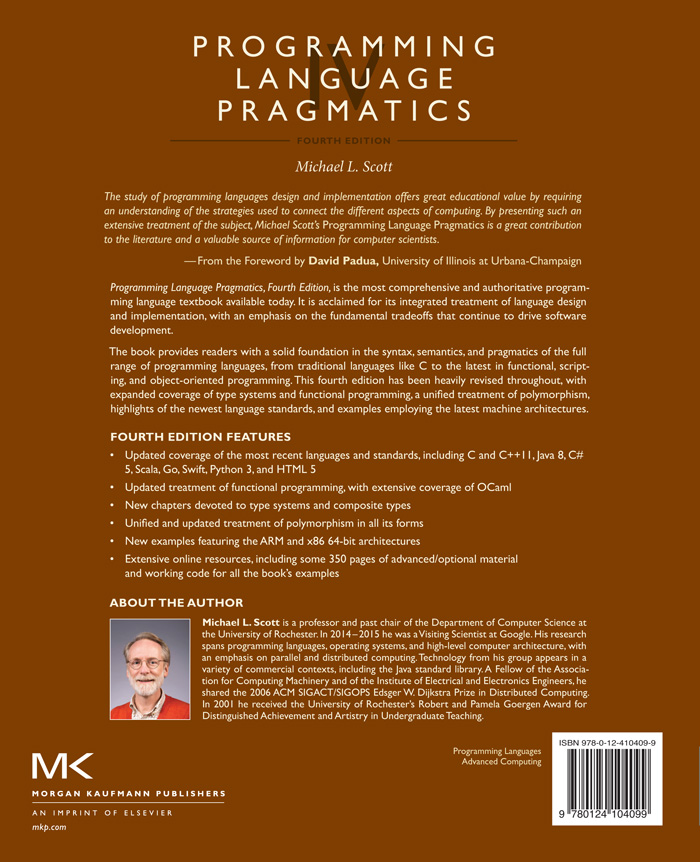 PROGRAMMING
LANGUAGE
PRAGMATICS
IV
FOURTH EDITION
Michael L. Scott
The study of programming languages design and implementation offers great educational value by requiring
an understanding of the strategies used to connect the different aspects of computing. By presenting such an
extensive treatment of the subject, Michael Scott's Programming Language Pragmatics is a great contribution
to the literature and a valuable source of information for computer scientists.
—From the Foreword by David Padua, University of Illinois at Urbana-Champaign
Programming Language Pragmatics, Fourth Edition, is the most comprehensive and authoritative program-
ming language textbook available today. It is acclaimed for its integrated treatment of language design
and implementation, with an emphasis on the fundamental tradeoffs that continue to drive software
development.
The book provides readers with a solid foundation in the syntax, semantics, and pragmatics of the full
range of programming languages, from traditional languages like C to the latest in functional, script-
ing, and object-oriented programming. This fourth edition has been heavily revised throughout, with
expanded coverage of type systems and functional programming, a unified treatment of polymorphism,
highlights of the newest language standards, and examples employing the latest machine architectures.
FOURTH EDITION FEATURES
• Updated coverage of the most recent languages and standards, including C and C++11, Java 8, C#
5, Scala, Go, Swift, Python 3, and HTML 5
• Updated treatment of functional programming, with extensive coverage of OCaml
• New chapters devoted to type systems and composite types
• Unified and updated treatment of polymorphism in all its forms
• New examples featuring the ARM and x86 64-bit architectures
• Extensive online resources, including some 350 pages of advanced/optional material
and working code for all the book's examples
ABOUT THE AUTHOR
Michael L. Scott is a professor and past chair of the Department of Computer Science at
the University of Rochester. In 2014–2015 he was a Visiting Scientist at Google. His research
spans programming languages, operating systems, and high-level computer architecture, with
an emphasis on parallel and distributed computing. Technology from his group appears in a
variety of commercial contexts, including the Java standard library. A Fellow of the Associa-
tion for Computing Machinery and of the Institute of Electrical and Electronics Engineers, he
shared the 2006 ACM SIGACT/SIGOPS Edsger W. Dijkstra Prize in Distributed Computing.
In 2001 he received the University of Rochester's Robert and Pamela Goergen Award for
Distinguished Achievement and Artistry in Undergraduate Teaching.
MK
MORGAN KAUFMANN PUBLISHERS
AN IMPRINT OF ELSEVIER
mkp.com
Programming Languages
Advanced Computing
ISBN 978-0-12-410409-9
9 780124 104099